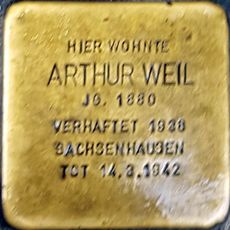 HIER WOHNTE
ARTHUR WEIL
JG. 1880
VERHAFTET 1938
SACHSENHAUSEN
TOT 14.3.1942